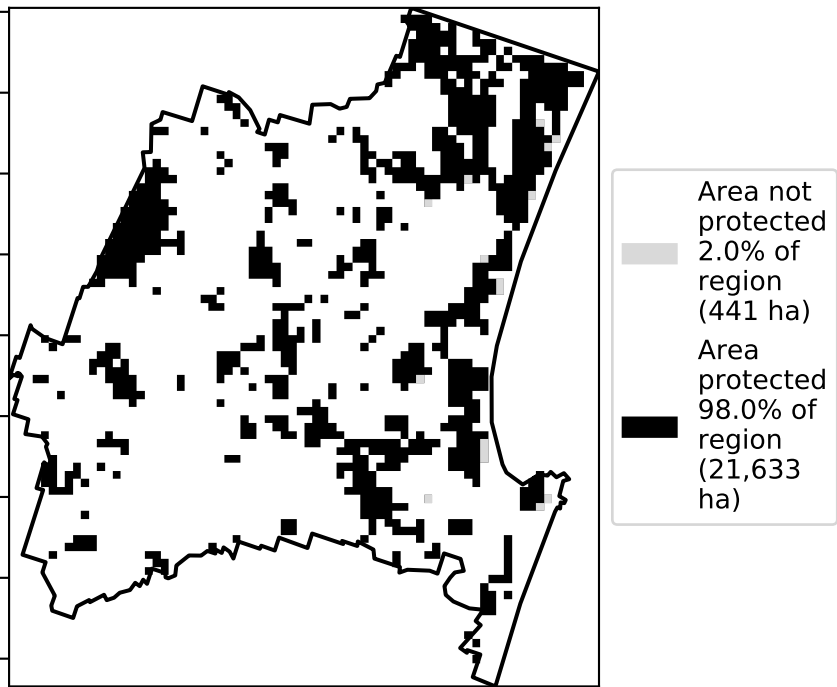 Area not
protected
2.0% of
region
(441 ha)
Area
protected
98.0% of
region
(21,633
ha)